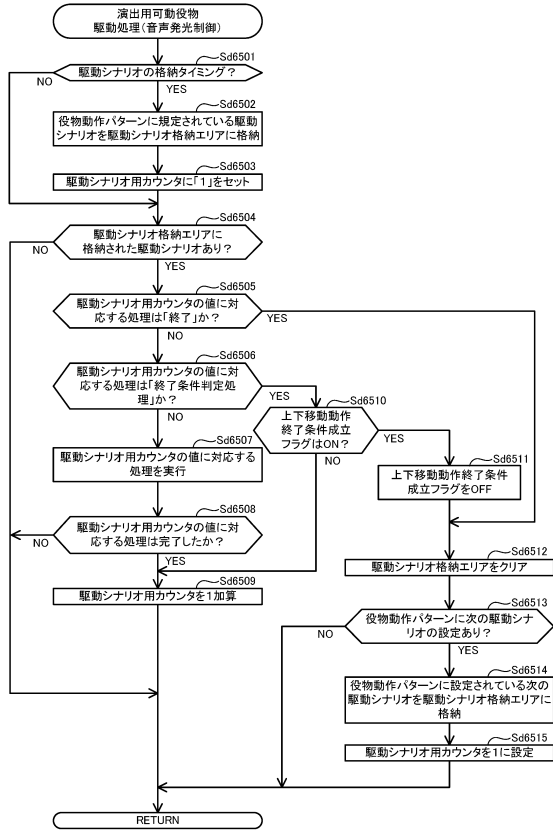 演出用可動役物
駆動処理(音声発光制御)
Sd6501
駆動シナリオの格納タイミング?
NO
YES
Sd6502
役物動作パターンに規定されている駆動
シナリオを駆動シナリオ格納エリアに格納
Sd6503
駆動シナリオ用カウンタに「1」をセット
Sd6504
駆動シナリオ格納エリアに
格納された駆動シナリオあり?
NO
YES
Sd6505
駆動シナリオ用カウンタの値に対
応する処理は「終了」か?
YES
NO
Sd6506
駆動シナリオ用カウンタの値に対
応する処理は「終了条件判定処
理」か?
YES
NO
Sd6510
上下移動動作
終了条件成立
フラグはON?
YES
NO
Sd6507
駆動シナリオ用カウンタの値に対応する
処理を実行
Sd6511
上下移動動作終了条件
成立フラグをOFF
Sd6508
駆動シナリオ用カウンタの値に対
応する処理は完了したか?
NO
YES
Sd6509
駆動シナリオ用カウンタを1加算
Sd6512
駆動シナリオ格納エリアをクリア
Sd6513
役物動作パターンに次の駆動シナ
リオの設定あり?
NO
YES
Sd6514
役物動作パターンに設定されている次の
駆動シナリオを駆動シナリオ格納エリアに
格納
Sd6515
駆動シナリオ用カウンタを1に設定
RETURN